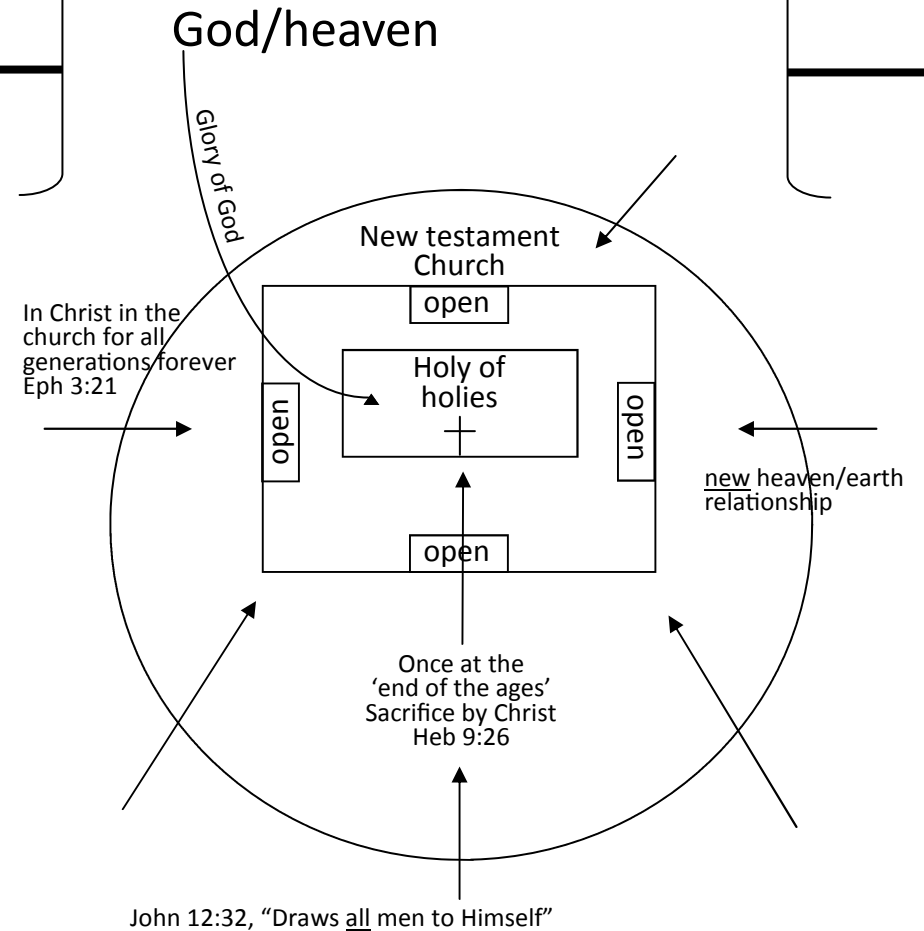 God/heaven
Glory of God
New testament
Church
open
In Christ in the
church for all
generations forever
Eph 3:21
Holy of
holies
open
open
new heaven/earth
relationship
open
Once at the
‘end of the ages’
Sacrifice by Christ
Heb 9:26
John 12:32, “Draws all men to Himself”